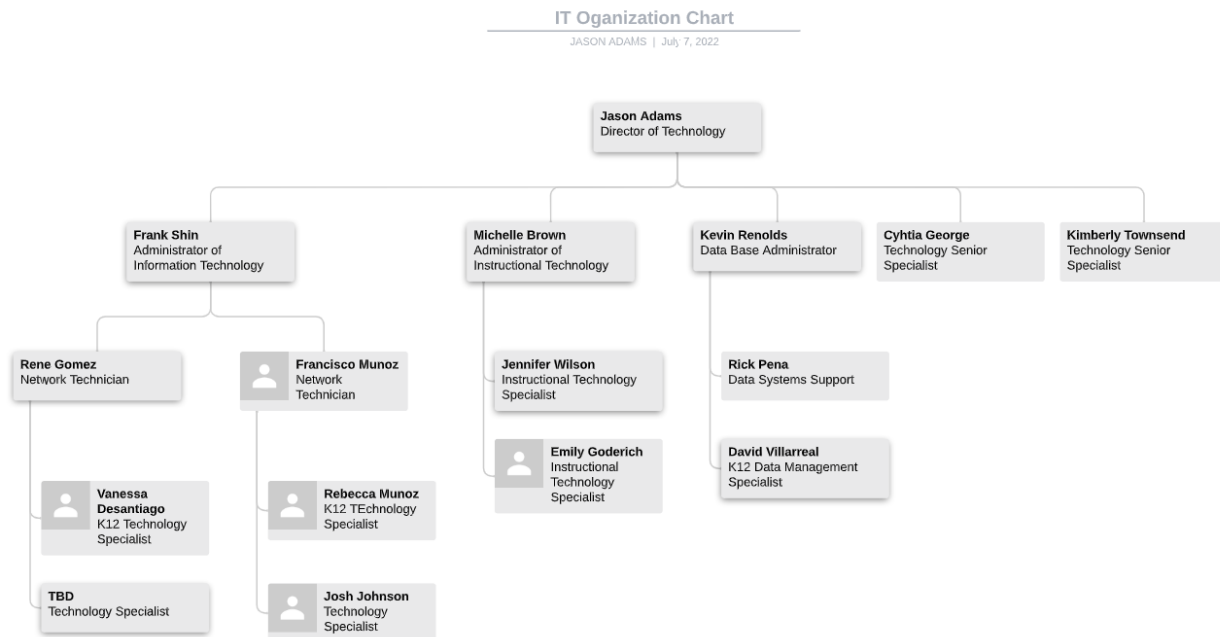 IT Oganization Chart
JASON ADAMS | July 7, 2022
Jason Adams
Director of Technology
Frank Shin
Administrator of
Information Technology
Michelle Brown
Administrator of
Instructional Technology
Kevin Renolds
Data Base Administrator
Cyhtia George
Technology Senior
Specialist
Kimberly Townsend
Technology Senior
Specialist
Rene Gomez
Network Technician
Francisco Munoz
Network
Technician
Jennifer Wilson
Instructional Technology
Specialist
Rick Pena
Data Systems Support
Emily Goderich
Instructional
Technology
Specialist
David Villarreal
K12 Data Management
Specialist
Vanessa
Desantiago
K12 Technology
Specialist
Rebecca Munoz
K12 TEchnology
Specialist
TBD
Technology Specialist
Josh Johnson
Technology
Specialist